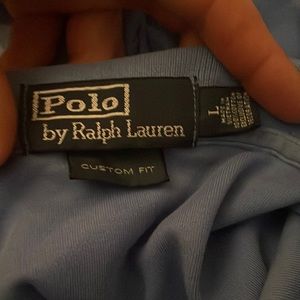 Polo
by Ralph Lauren
CUSTOM FIT
L